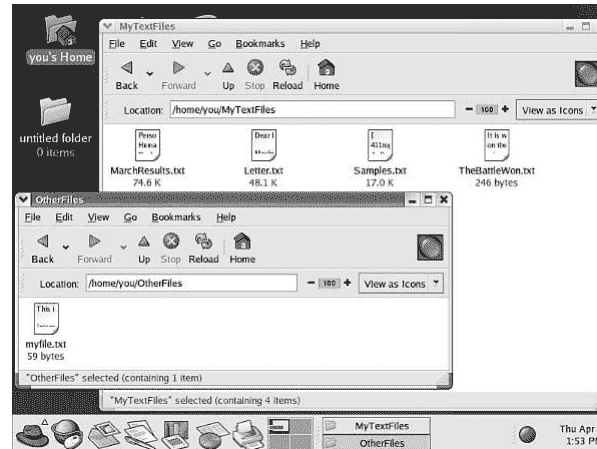 you's Home
untitled folder
0 items
MyTextFiles
File Edit View Go Bookmarks Help
Back Forward Up Stop Reload Home
Location: /home/you/MyTextFiles 100 View as Icons
MarchResults.txt
74.6 K
Letter.txt
48.1 K
Samples.txt
17.0 K
TheBattleWon.txt
246 bytes
OtherFiles
File Edit View Go Bookmarks Help
Back Forward Up Stop Reload Home
Location: /home/you/OtherFiles 100 View as Icons
This i
myfile.txt
59 bytes
"OtherFiles" selected (containing 1 item)
"MyTextFiles" selected (containing 4 items)
MyTextFiles
OtherFiles
Thu Apr
1:53 P